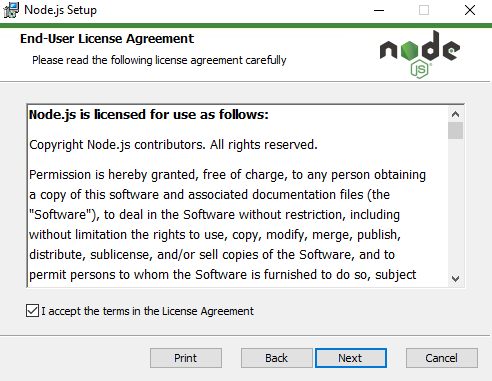 Node.js Setup
End-User License Agreement
Please read the following license agreement carefully
node
JS
Node.js is licensed for use as follows:
Copyright Node.js contributors. All rights reserved.
Permission is hereby granted, free of charge, to any person obtaining
a copy of this software and associated documentation files (the
"Software"), to deal in the Software without restriction, including
without limitation the rights to use, copy, modify, merge, publish,
distribute, sublicense, and/or sell copies of the Software, and to
permit persons to whom the Software is furnished to do so, subject
I accept the terms in the License Agreement
Print
Back
Next
Cancel